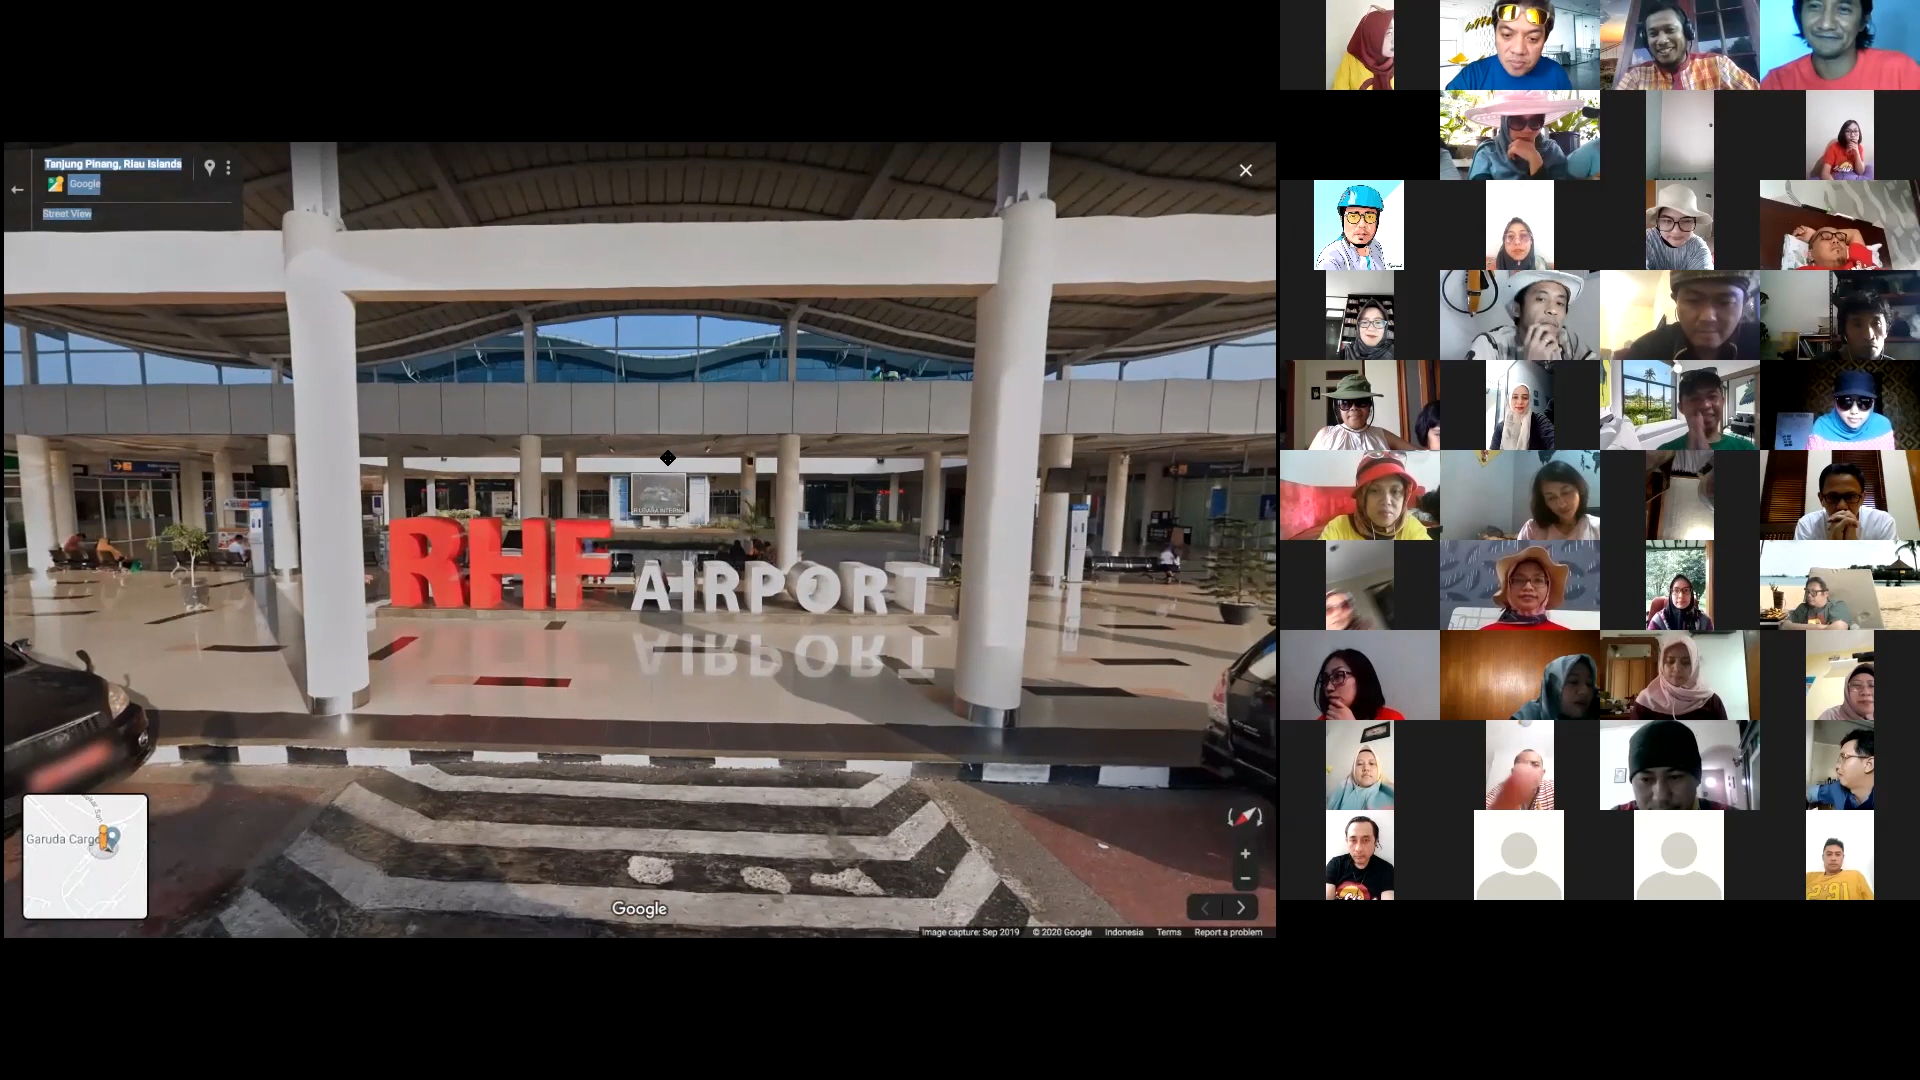 Tanjung Pinang, Riau Islands
Google
Street View
RHF AIRPORT
Garuda Cargo
Google
Image capture: Sep 2019 © 2020 Google Indonesia Terms Report a problem